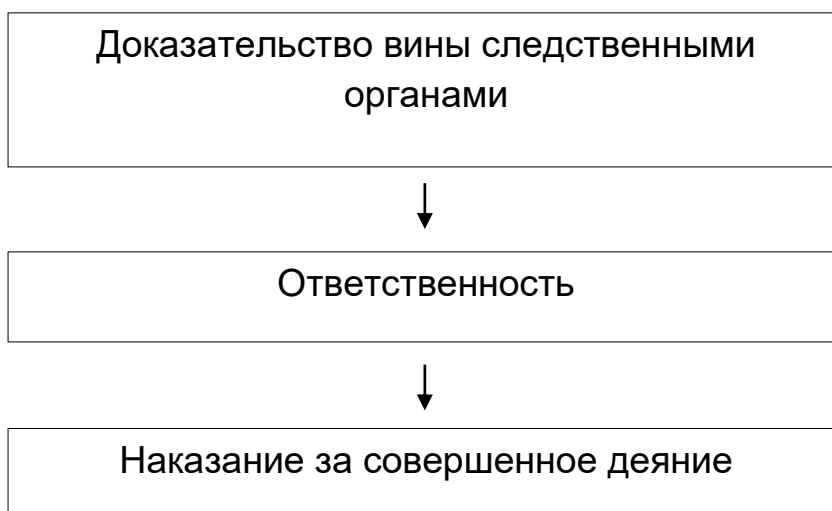 Доказательство вины следственными
органами
Ответственность
Наказание за совершенное деяние